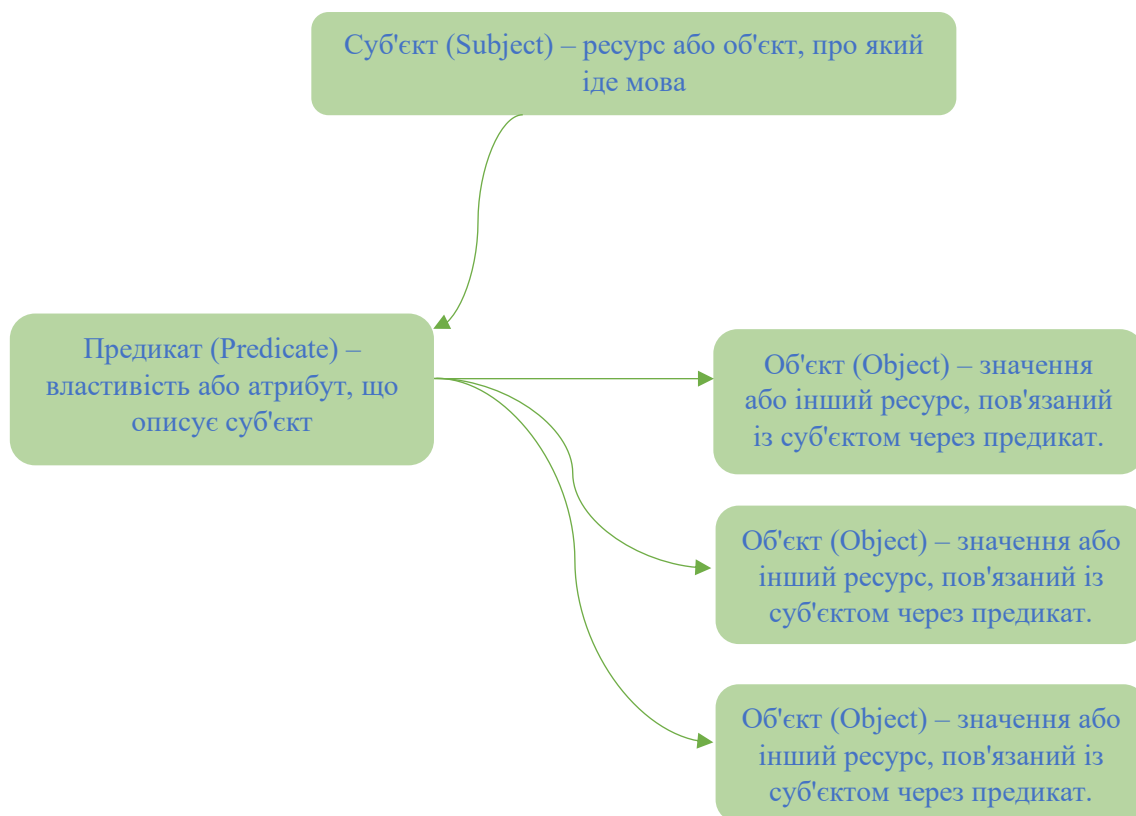 Суб'єкт (Subject) – ресурс або об'єкт, про який
іде мова
Предикат (Predicate) –
властивість або атрибут, що
описує суб'єкт
Об'єкт (Object) – значення
або інший ресурс, пов'язаний
із суб'єктом через предикат.
Об'єкт (Object) – значення або
інший ресурс, пов'язаний із
суб'єктом через предикат.
Об'єкт (Object) – значення або
інший ресурс, пов'язаний із
суб'єктом через предикат.